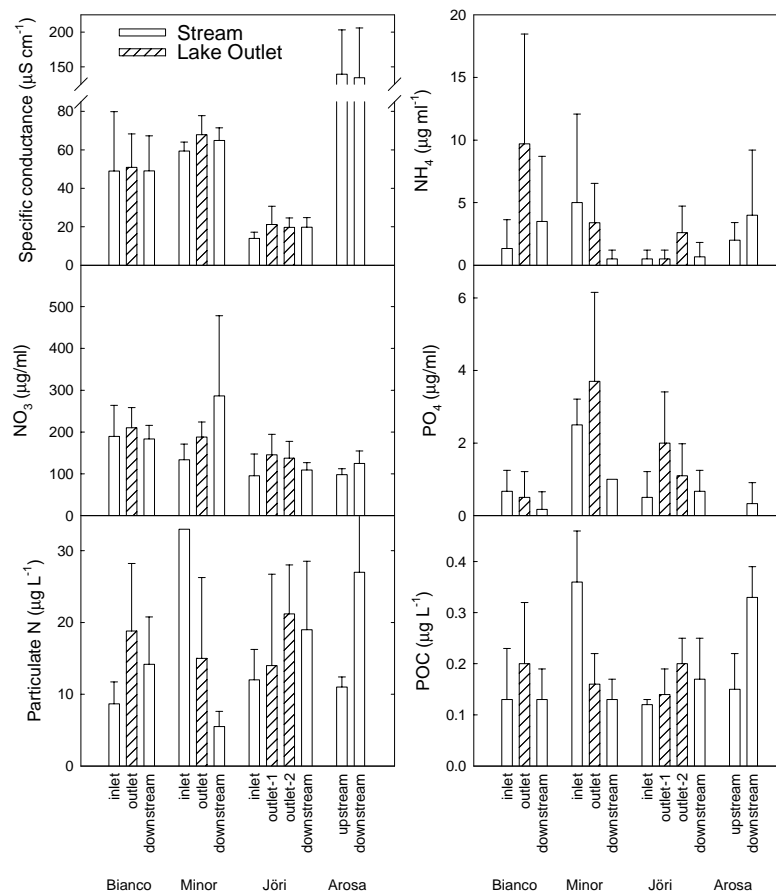 Stream
Lake Outlet
Specific conductance (µS cm⁻¹)
200
150
80
60
40
20
0
NH₄ (µg ml⁻¹)
20
15
10
5
0
NO₃ (µg/ml)
500
400
300
200
100
0
PO₄ (µg/ml)
6
4
2
0
Particulate N (µg L⁻¹)
30
20
10
0
POC (µg L⁻¹)
0.4
0.3
0.2
0.1
0.0
inlet
outlet
downstream
inlet
outlet
downstream
inlet
outlet-1
outlet-2
downstream
upstream
downstream
Bianco Minor Jöri Arosa
inlet
outlet
downstream
inlet
outlet
downstream
inlet
outlet-1
outlet-2
downstream
upstream
downstream
Bianco Minor Jöri Arosa